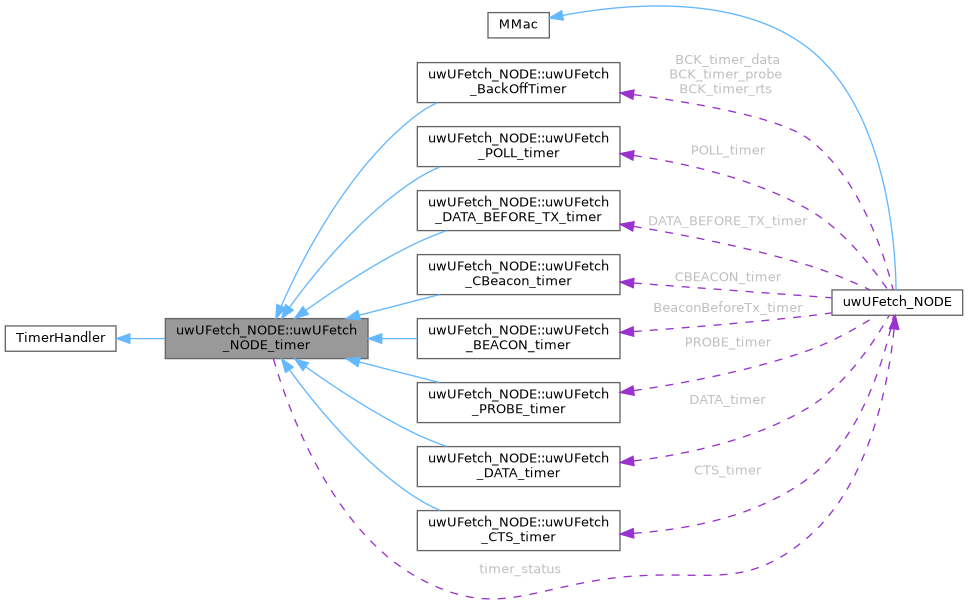 MMac
BCK_timer_data
BCK_timer_probe
BCK_timer_rts
uwUFetch_NODE::uwUFetch
_BackOffTimer
uwUFetch_NODE::uwUFetch
_POLL_timer
POLL_timer
uwUFetch_NODE::uwUFetch
_DATA_BEFORE_TX_timer
DATA_BEFORE_TX_timer
uwUFetch_NODE::uwUFetch
_CBeacon_timer
CBEACON_timer
uwUFetch_NODE
BeaconBeforeTx_timer
TimerHandler
uwUFetch_NODE::uwUFetch
_NODE_timer
uwUFetch_NODE::uwUFetch
_BEACON_timer
PROBE_timer
uwUFetch_NODE::uwUFetch
_PROBE_timer
DATA_timer
uwUFetch_NODE::uwUFetch
_DATA_timer
CTS_timer
uwUFetch_NODE::uwUFetch
_CTS_timer
timer_status